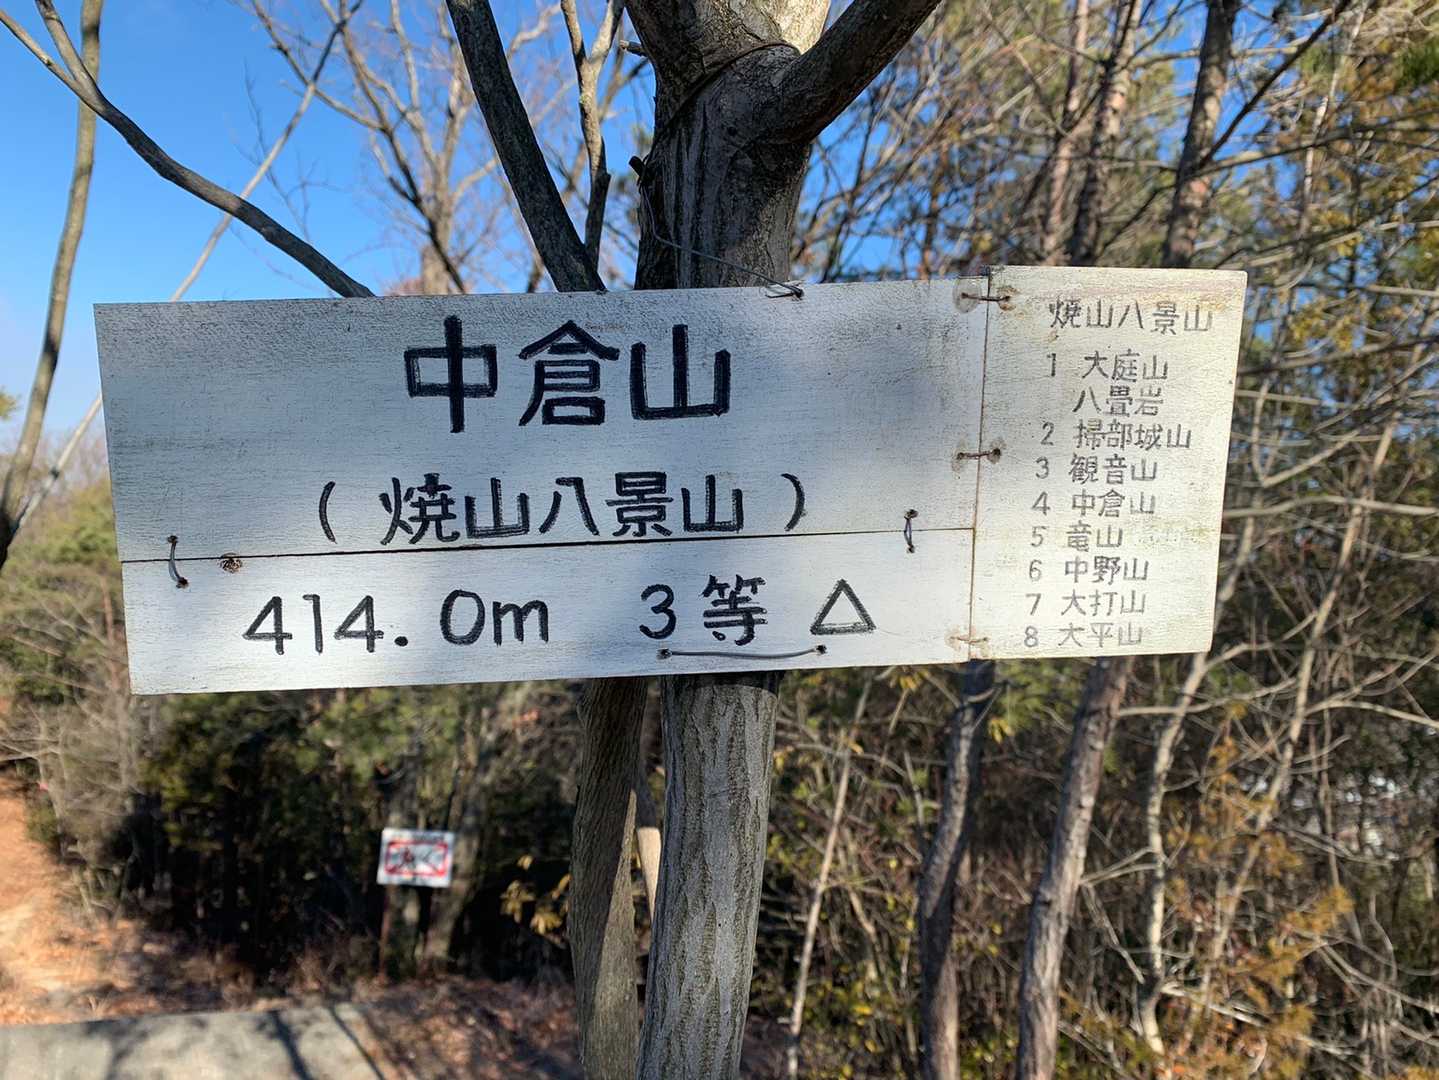 中倉山
(焼山八景山)
414.0m 3等 △
焼山八景山
1 大庭山
八畳岩
2 掃部城山
3 観音山
4 中倉山
5 竜山
6 中野山
7 大打山
8 大平山